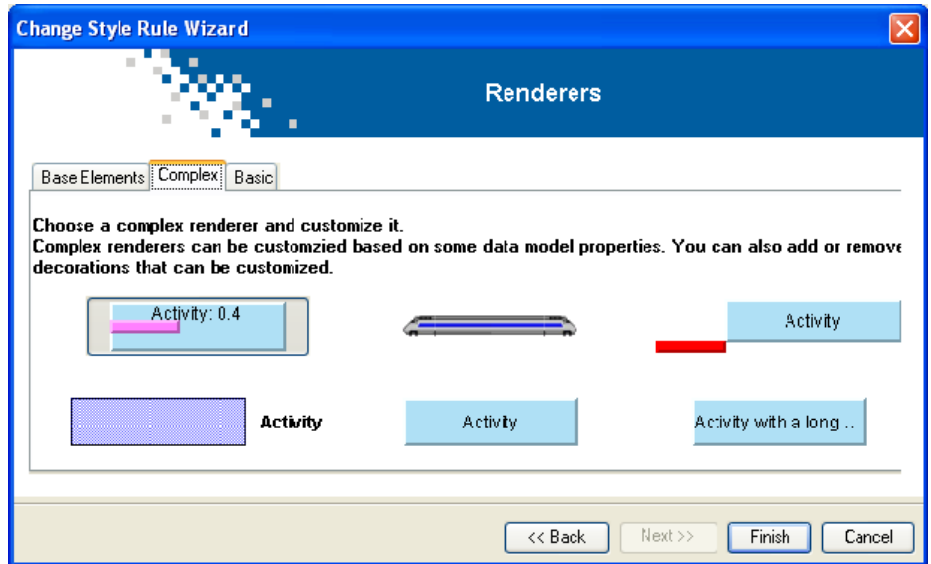 Change Style Rule Wizard
Renderers
Base Elements Complex Basic
Choose a complex renderer and customize it.
Complex renderers can be customzied based on some data model properties. You can also add or remove
decorations that can be customized.
Activity: 0.4
Activity
Activity
Activity
Activity with a long ..
<< Back Next >> Finish Cancel